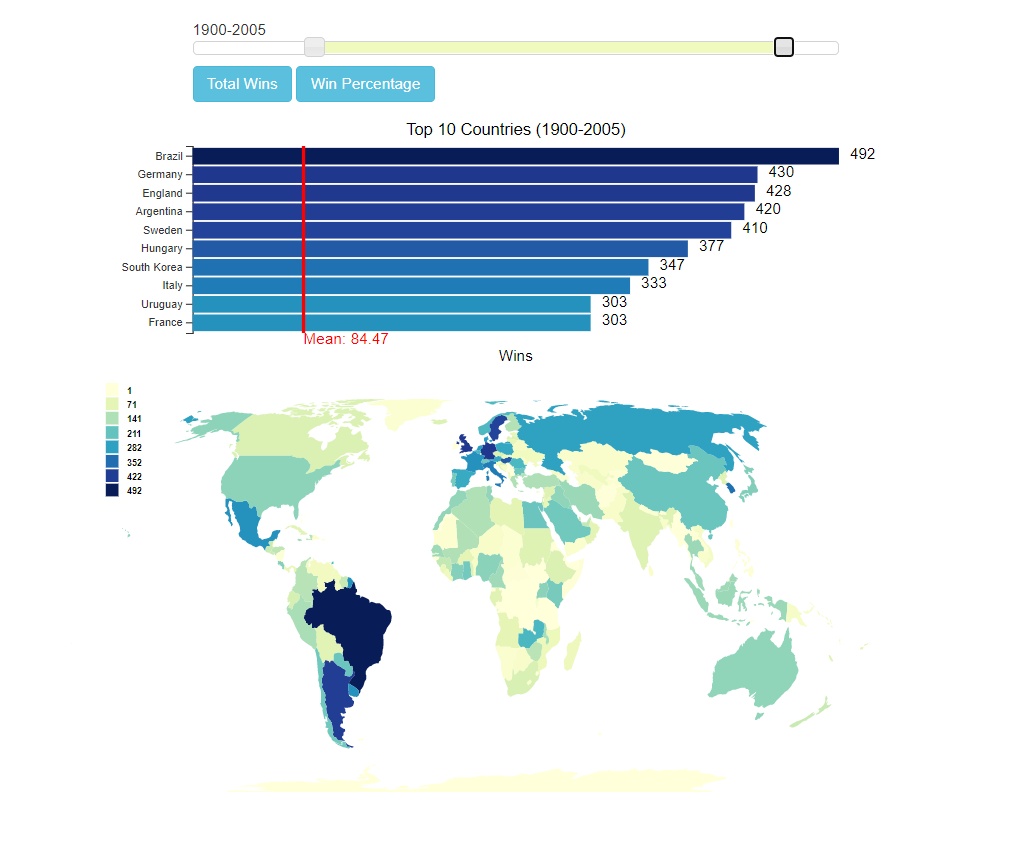 1900-2005
Total Wins Win Percentage
Top 10 Countries (1900-2005)
Brazil 492
Germany 430
England 428
Argentina 420
Sweden 410
Hungary 377
South Korea 347
Italy 333
Uruguay 303
France 303
Mean: 84.47
Wins
1
71
141
211
282
352
422
492